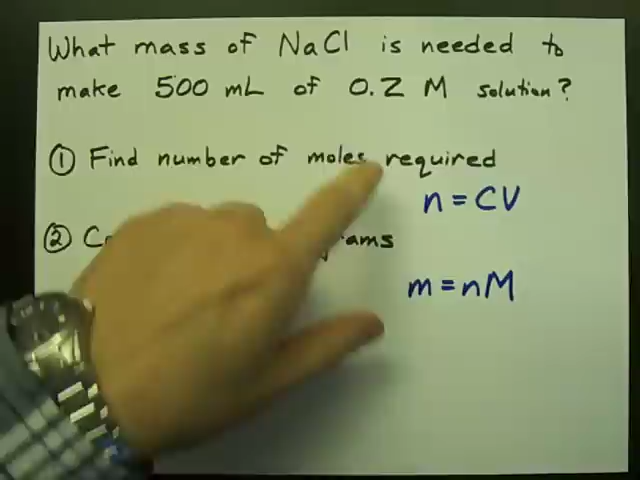 What mass of NaCl is needed to
make 500 mL of 0.2 M solution?
① Find number of moles required
n = CV
②
m = nM